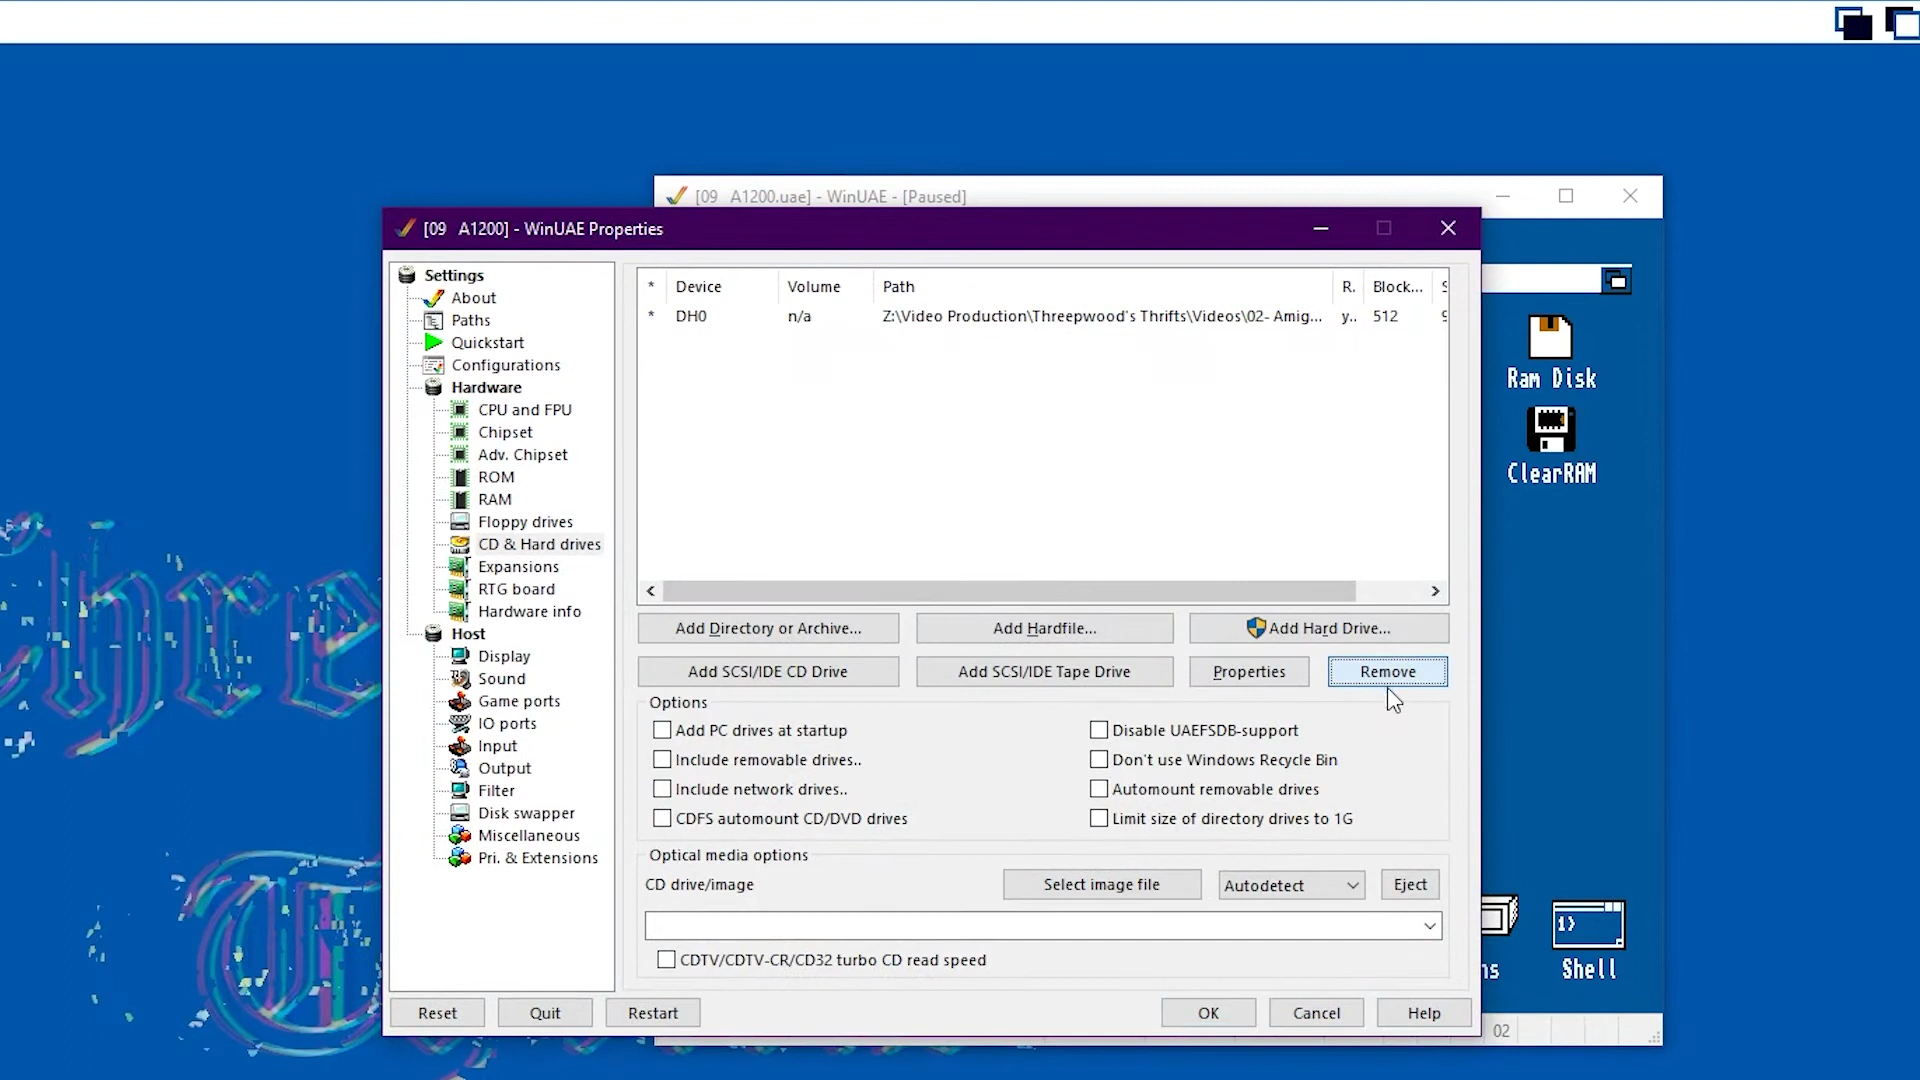 [09 A1200.uae] - WinUAE - [Paused]
[09 A1200] - WinUAE Properties
Settings
About
Paths
Quickstart
Configurations
Hardware
CPU and FPU
Chipset
Adv. Chipset
ROM
RAM
Floppy drives
CD & Hard drives
Expansions
RTG board
Hardware info
Host
Display
Sound
Game ports
IO ports
Input
Output
Filter
Disk swapper
Miscellaneous
Pri. & Extensions
* Device Volume Path R. Block...
* DH0 n/a Z:\Video Production\Threepwood's Thrifts\Videos\02- Amig... y.. 512
Add Directory or Archive... Add Hardfile... Add Hard Drive...
Add SCSI/IDE CD Drive Add SCSI/IDE Tape Drive Properties Remove
Options
Add PC drives at startup Disable UAEFSDB-support
Include removable drives.. Don't use Windows Recycle Bin
Include network drives.. Automount removable drives
CDFS automount CD/DVD drives Limit size of directory drives to 1G
Optical media options
CD drive/image Select image file Autodetect Eject
CDTV/CDTV-CR/CD32 turbo CD read speed
Reset Quit Restart OK Cancel Help
Ram Disk
ClearRAM
ns Shell
1>
02